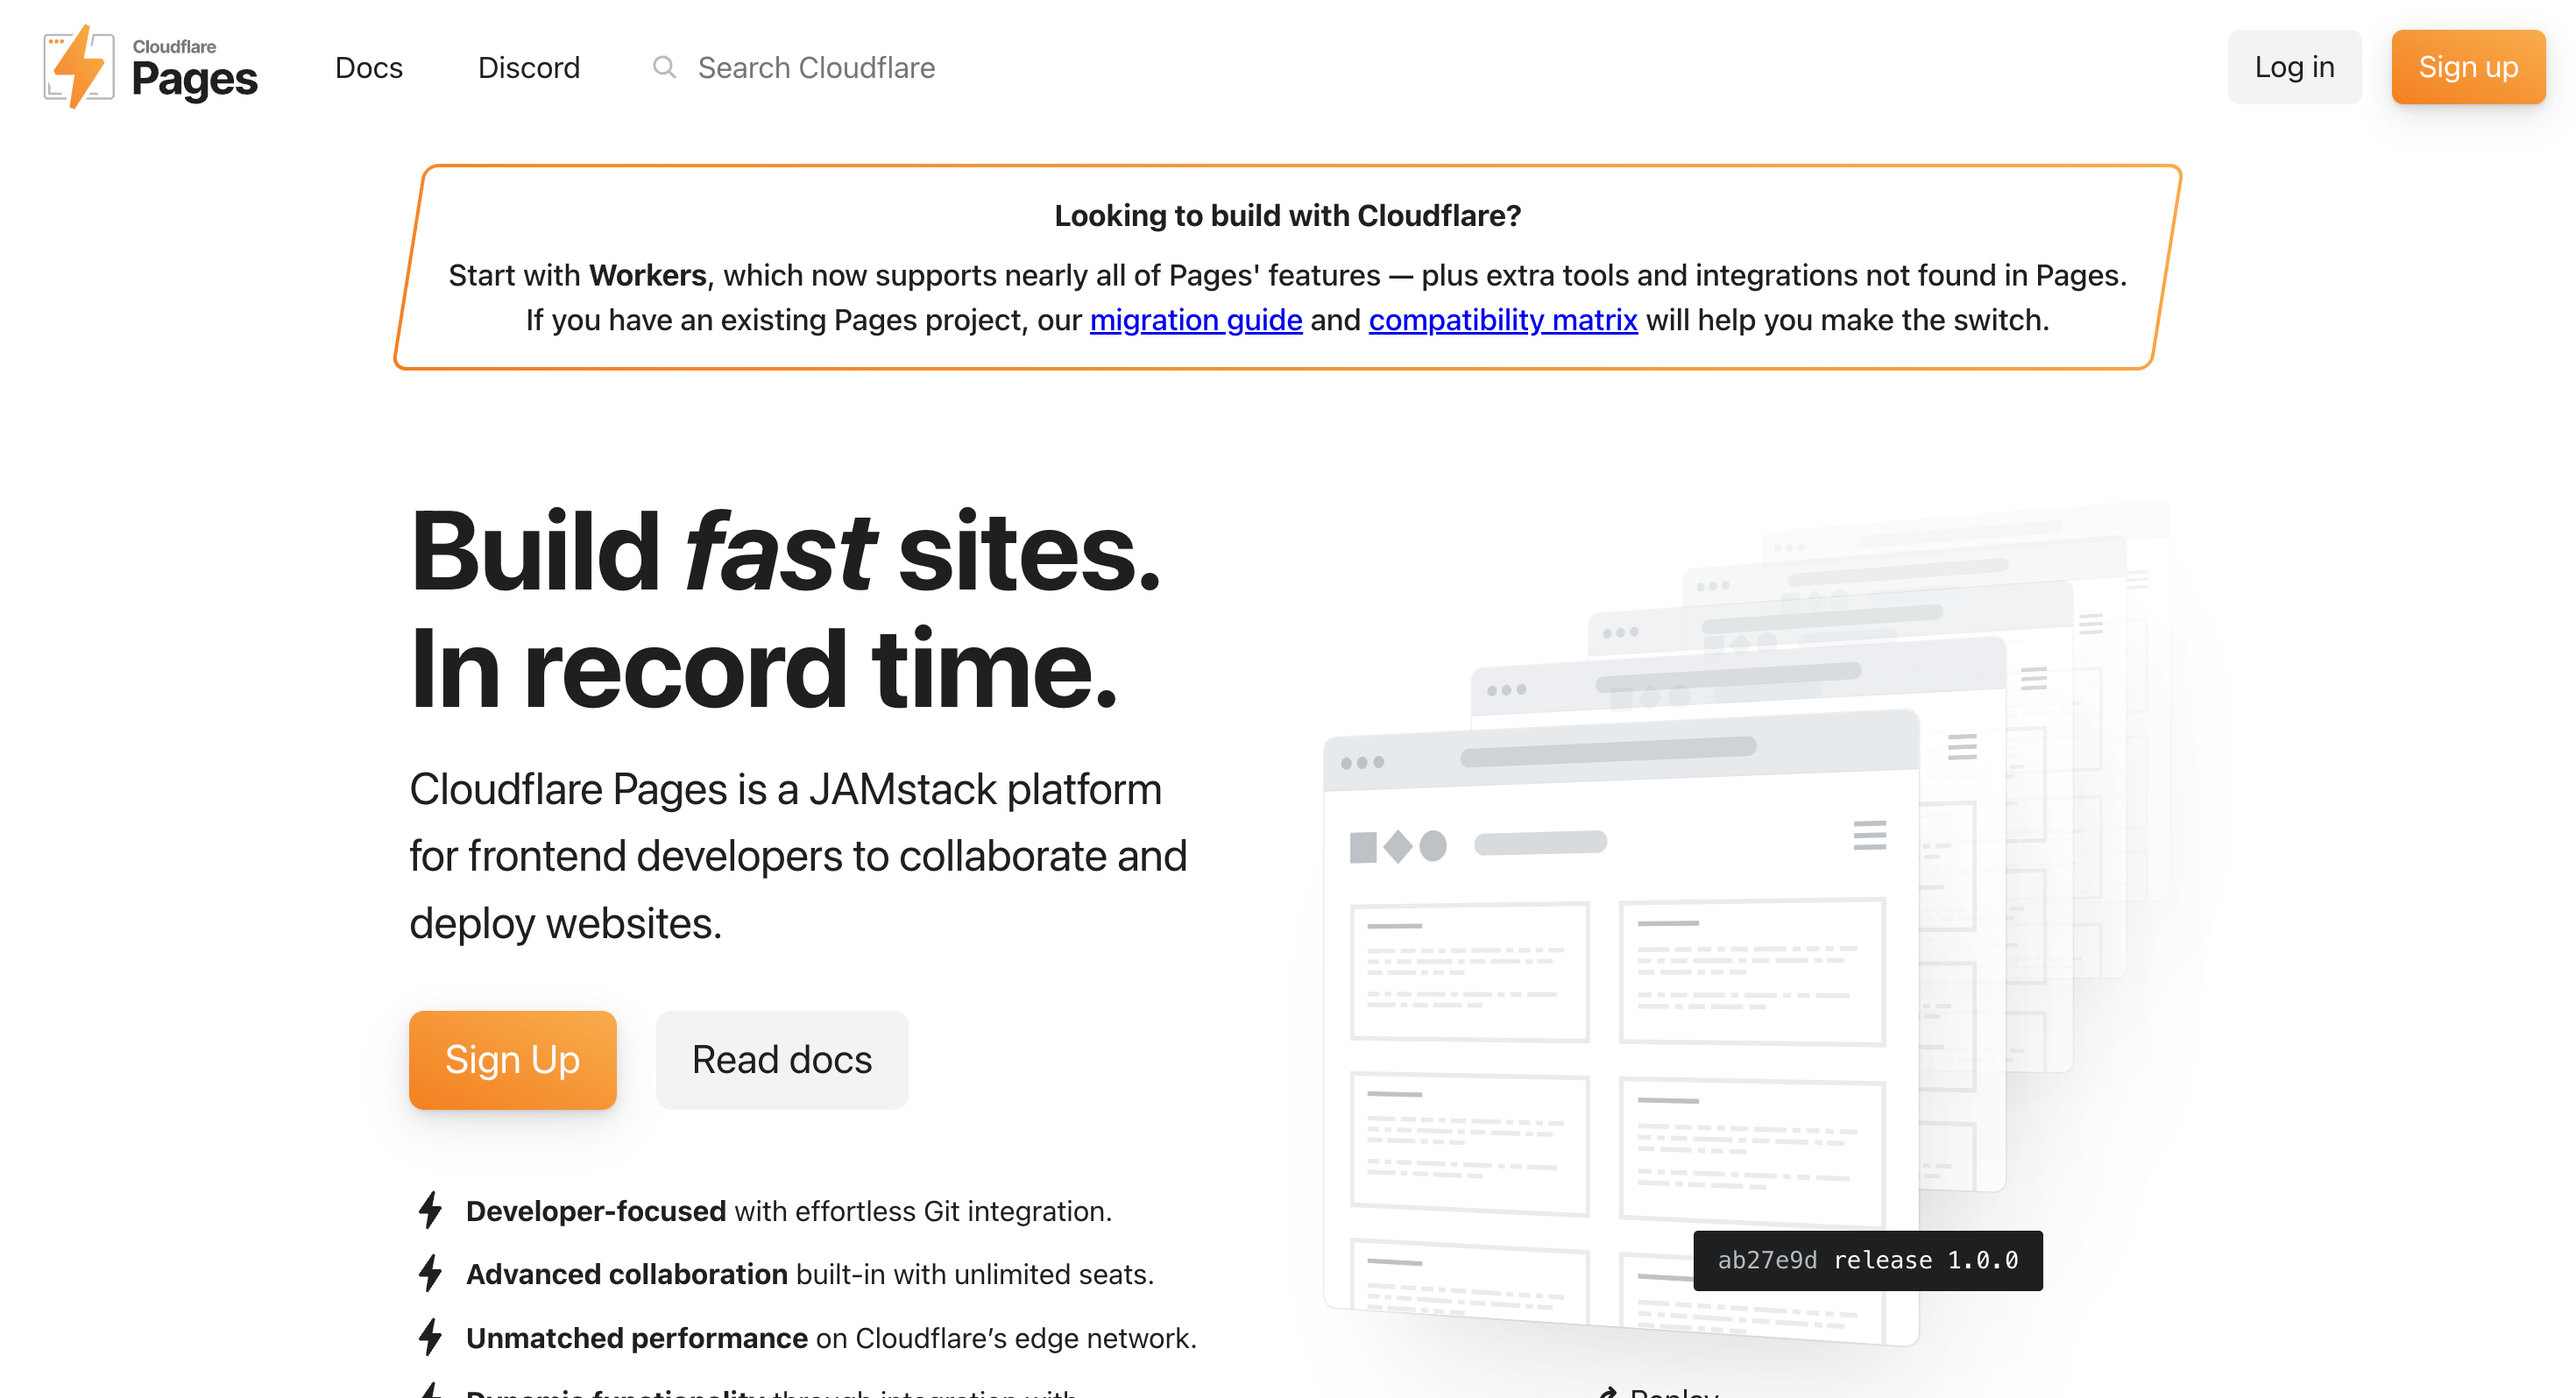 Cloudflare
Pages
Docs
Discord
Search Cloudflare
Log in
Sign up
Looking to build with Cloudflare?
Start with Workers, which now supports nearly all of Pages' features — plus extra tools and integrations not found in Pages.
If you have an existing Pages project, our migration guide and compatibility matrix will help you make the switch.
Build fast sites.
In record time.
Cloudflare Pages is a JAMstack platform
for frontend developers to collaborate and
deploy websites.
Sign Up
Read docs
Developer-focused with effortless Git integration.
Advanced collaboration built-in with unlimited seats.
Unmatched performance on Cloudflare’s edge network.
Dynamic functionality through integration with
ab27e9d release 1.0.0